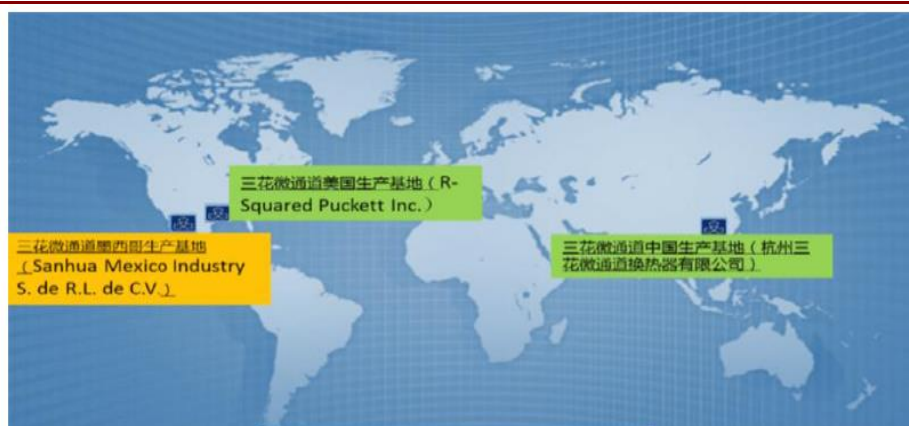 三花微通道美国生产基地（R-
Squared Puckett Inc.）
三花微通道墨西哥生产基地
（Sanhua Mexico Industry
S. de R.L. de C.V.）
三花微通道中国生产基地（杭州三
花微通道换热器有限公司）